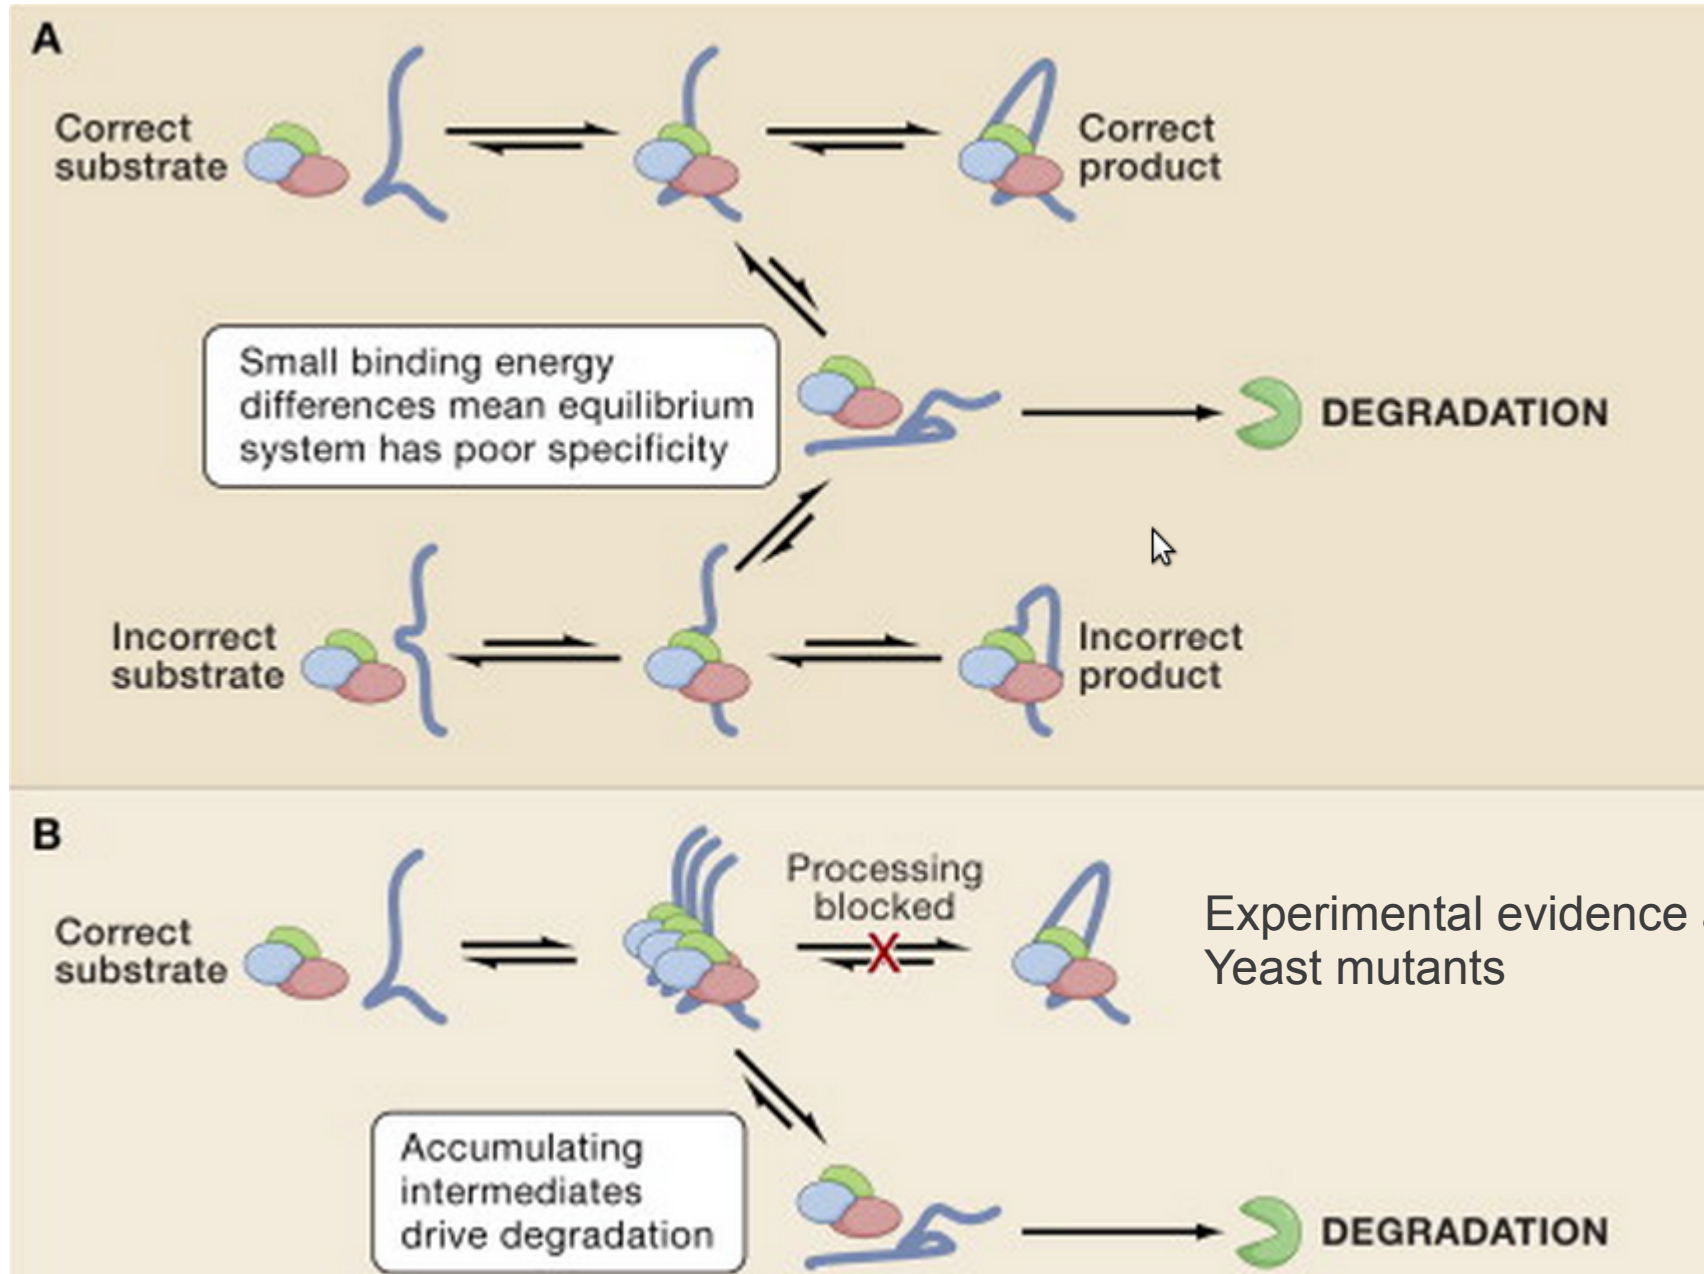 A
Correct
substrate
Correct
product
Small binding energy
differences mean equilibrium
system has poor specificity
DEGRADATION
Incorrect
substrate
Incorrect
product
B
Processing
blocked
X
Correct
substrate
Experimental evidence
Yeast mutants
Accumulating
intermediates
drive degradation
DEGRADATION